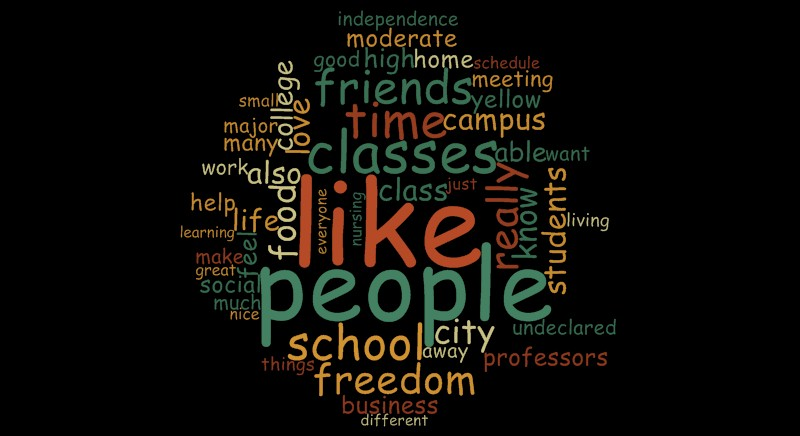 independence
moderate
good high home schedule
college friends meeting
small love time yellow
major campus
many classes able want
work also class just really
food like everyone nursing know students
help life living
learning feel
make
great people
social
much
nice
school city undeclared
away
things professors
freedom
business
different